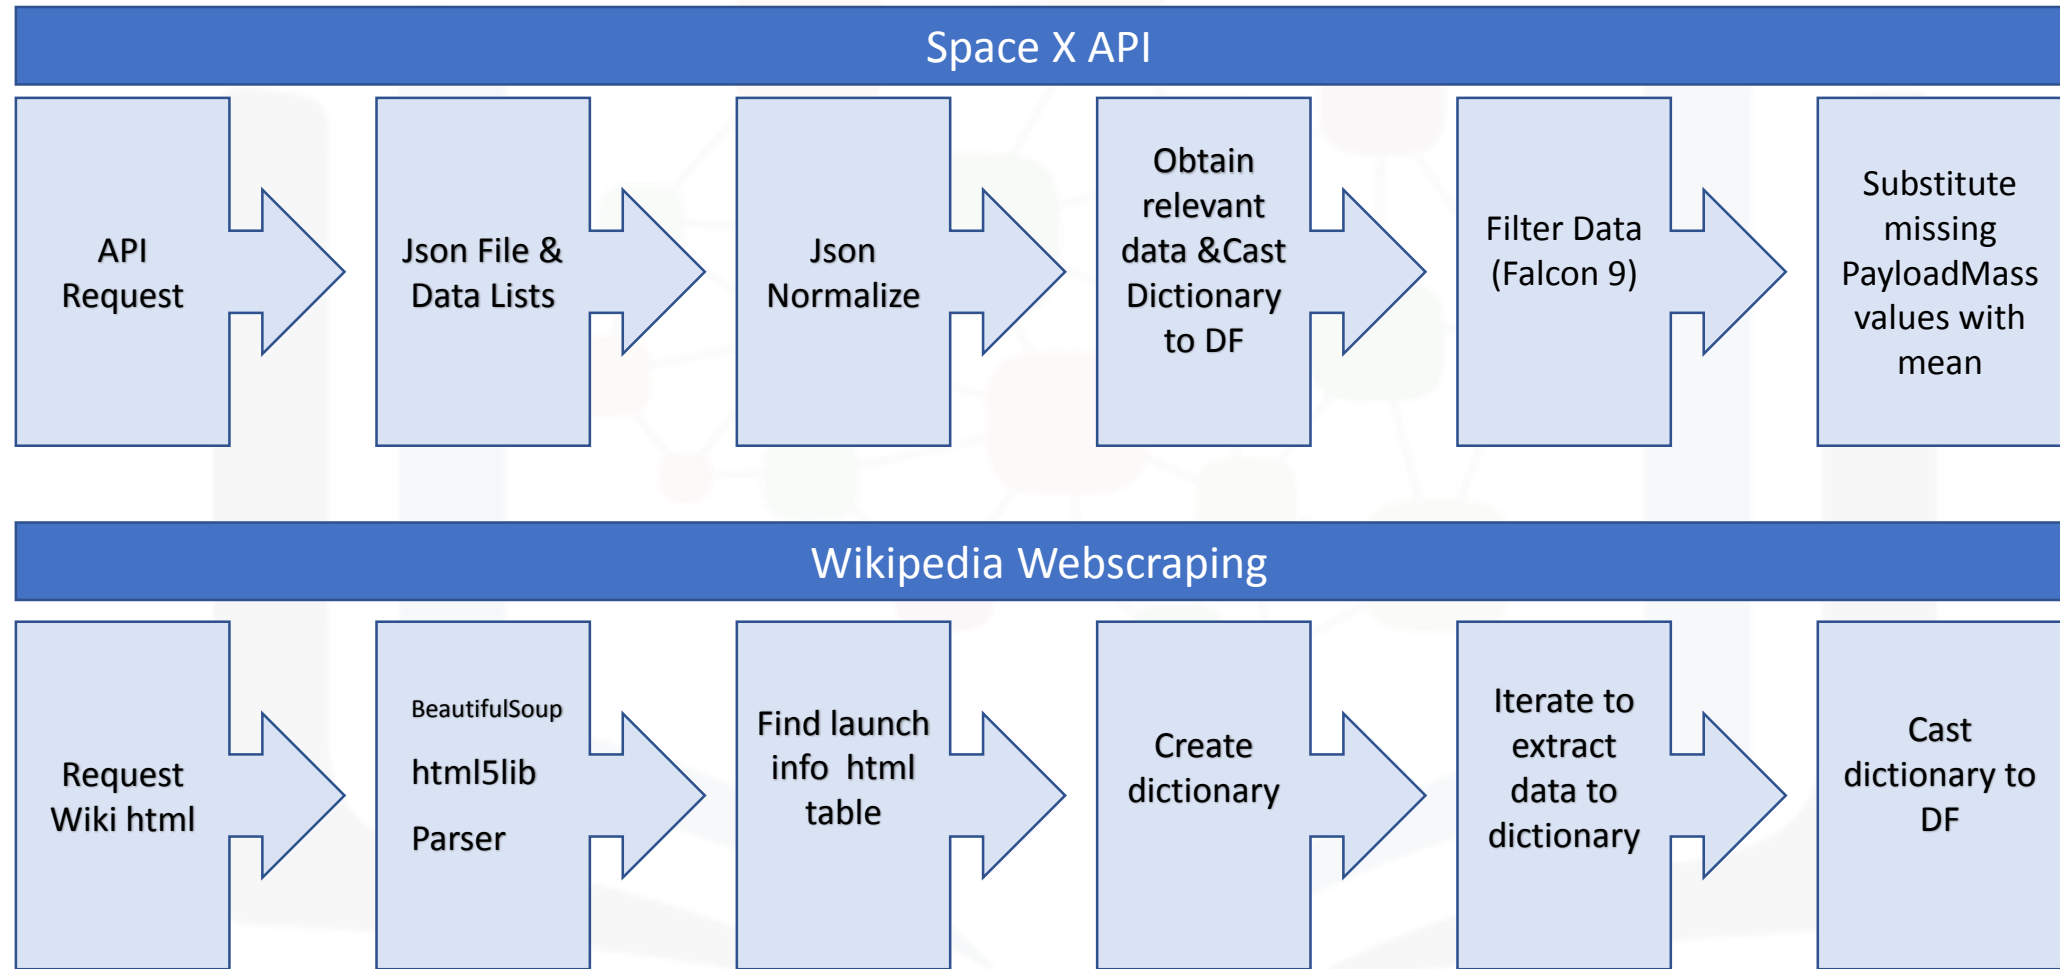 Space X API
API
Request
Json File &
Data Lists
Json
Normalize
Obtain
relevant
data &Cast
Dictionary
to DF
Filter Data
(Falcon 9)
Substitute
missing
PayloadMass
values with
mean
Wikipedia Webscraping
Request
Wiki html
BeautifulSoup
html5lib
Parser
Find launch
info  html
table
Create
dictionary
Iterate to
extract
data to
dictionary
Cast
dictionary to
DF